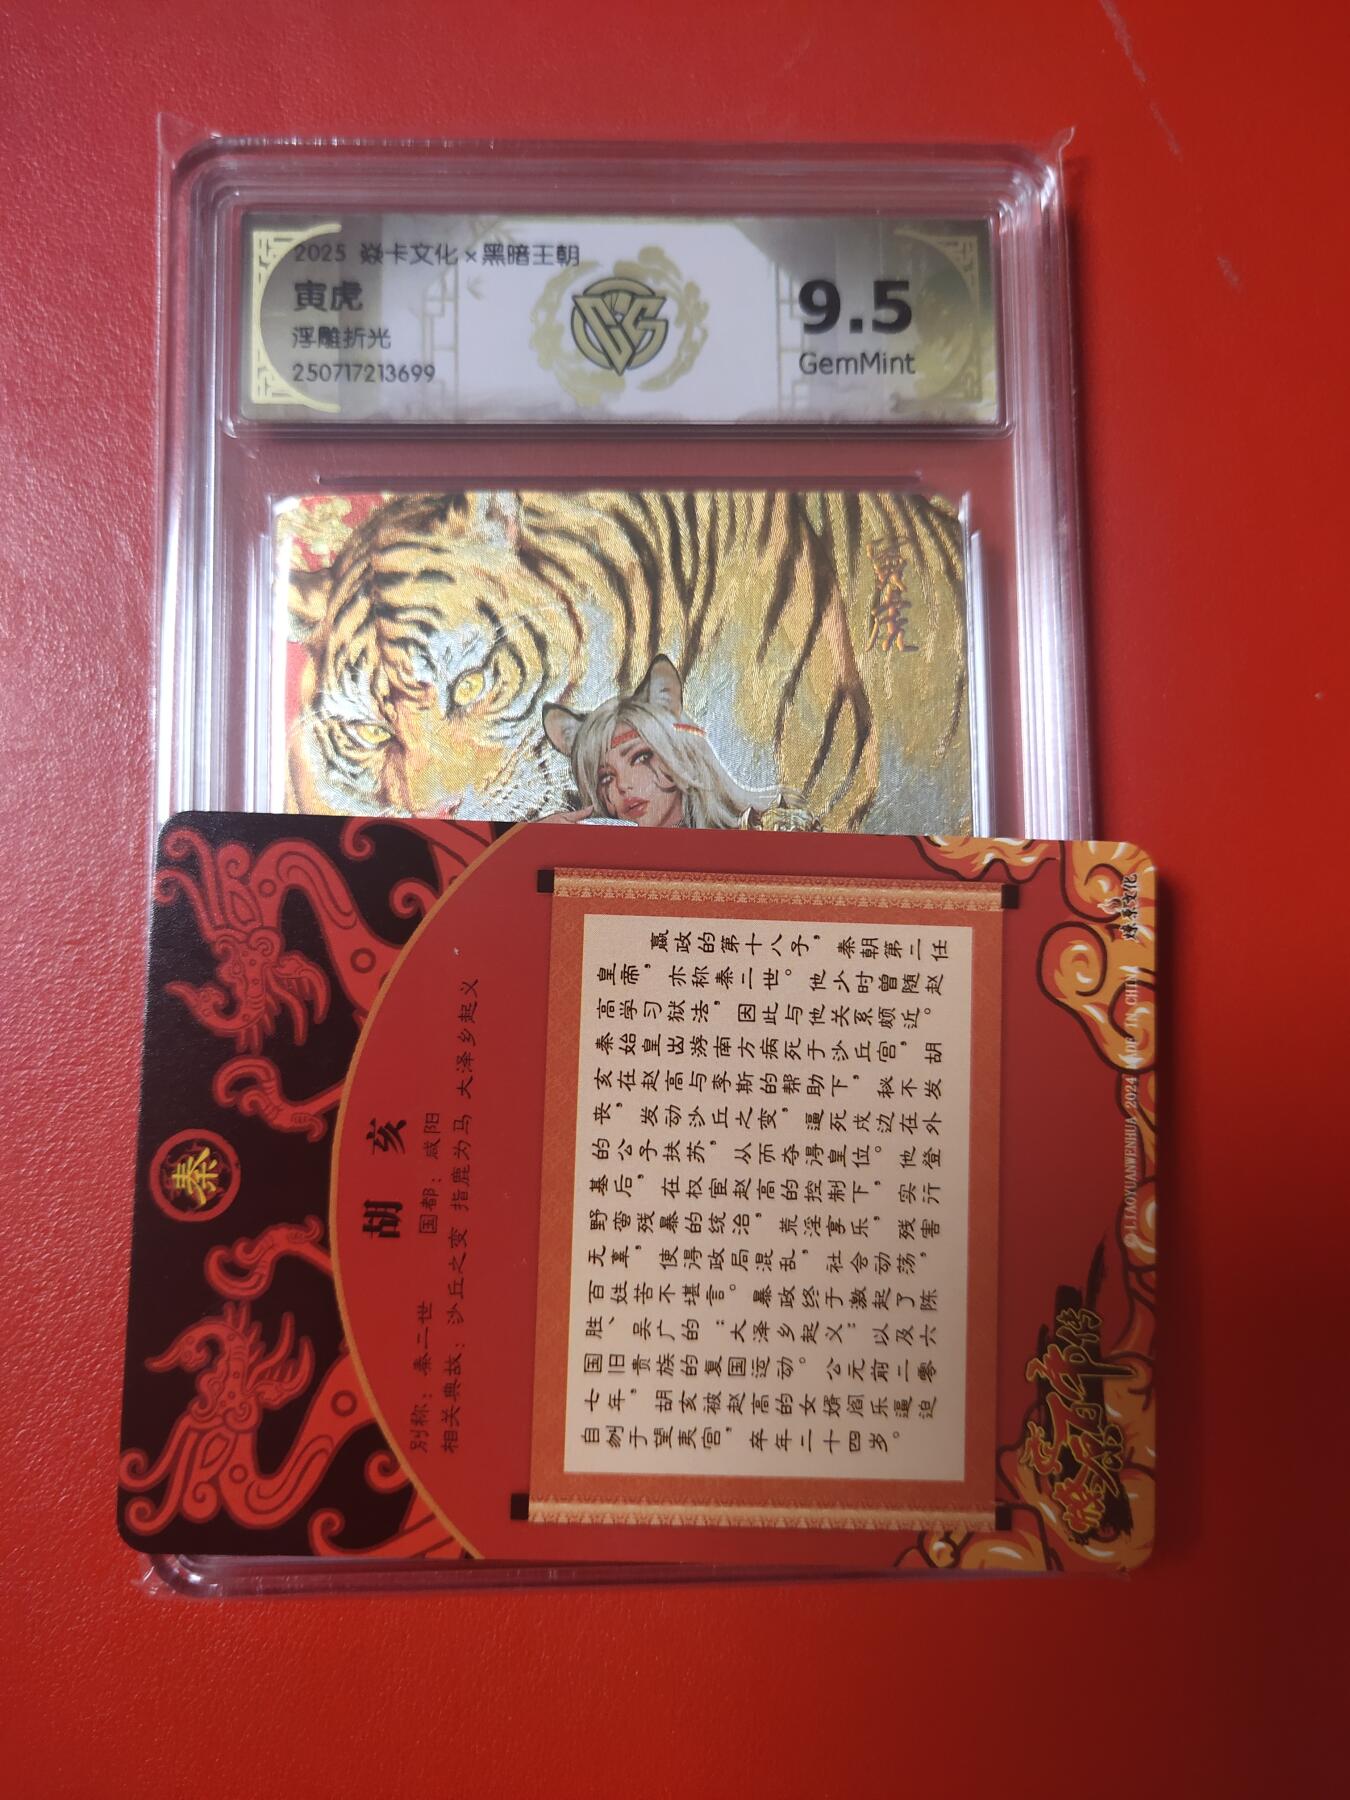 2025 焱卡文化×黑暗王朝
寅虎
浮雕折光
250717213699
CS
9.5
GemMint
寅虎
秦
胡亥
别称：秦二世 国都：咸阳
相关典故：沙丘之变 指鹿为马 大泽乡起义
嬴政的第十八子，秦朝第二任
皇帝，亦称秦二世。他少时曾随赵
高学习狱法，因此与他关系颇近。
秦始皇出游南方病死于沙丘宫，胡
亥在赵高与李斯的帮助下，秘不发
丧，发动沙丘之变，逼死戍边在外
的公子扶苏，从而夺得皇位。他登
基后，在权宦赵高的控制下，实行
野蛮残暴的统治，荒淫享乐，残害
无辜，使得政局混乱，社会动荡，
百姓苦不堪言。暴政终于激起了陈
胜、吴广的“大泽乡起义”以及六
国旧贵族的复国运动。公元前二零
七年，胡亥被赵高的女婿阎乐逼迫
自刎于望夷宫，卒年二十四岁。
©LIAOYUANWENHUA 2024 MADE IN CHINA
燎原文化